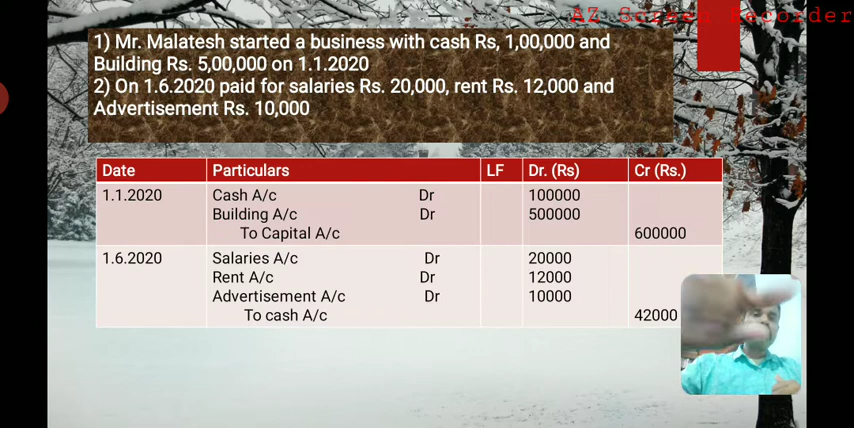 AZ Screen Recorder
1) Mr. Malatesh started a business with cash Rs, 1,00,000 and
Building Rs. 5,00,000 on 1.1.2020
2) On 1.6.2020 paid for salaries Rs. 20,000, rent Rs. 12,000 and
Advertisement Rs. 10,000
Date Particulars LF Dr. (Rs) Cr (Rs.)
1.1.2020 Cash A/c Dr 100000
Building A/c Dr 500000
To Capital A/c 600000
1.6.2020 Salaries A/c Dr 20000
Rent A/c Dr 12000
Advertisement A/c Dr 10000
To cash A/c 42000